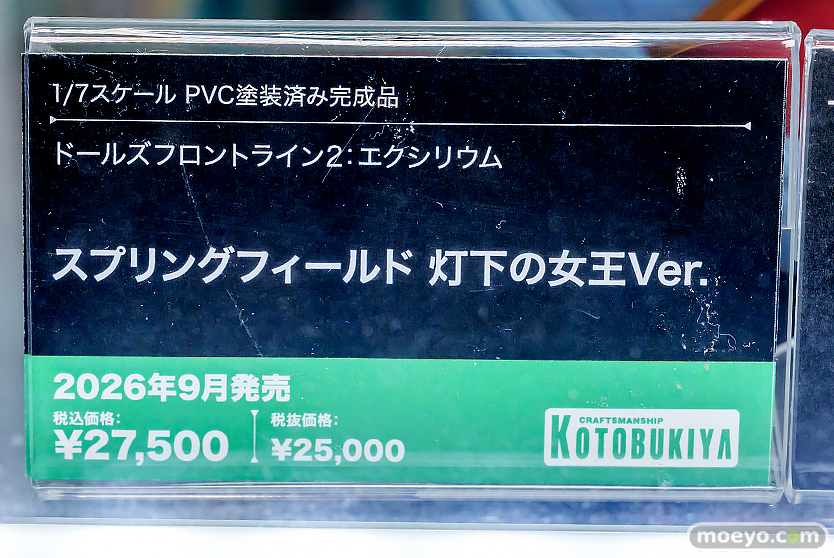 1/7スケール PVC塗装済み完成品
ドールズフロントライン2:エクシリウム
スプリングフィールド 灯下の女王Ver.
2026年9月発売
税込価格: 税抜価格:
¥27,500 ¥25,000
CRAFTSMANSHIP
KOTOBUKIYA
moeyo.com